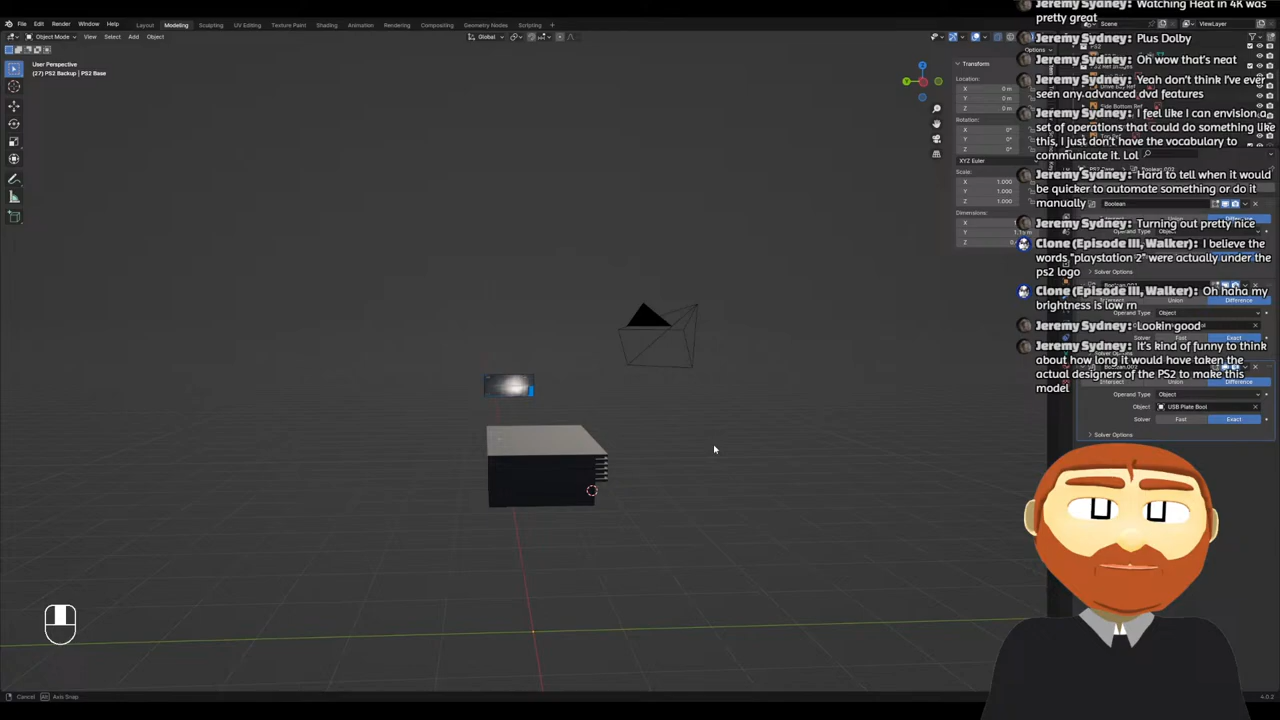 File Edit Render Window Help Layout Modeling Sculpting UV Editing Texture Paint Shading Animation Rendering Compositing Geometry Nodes Scripting Scene ViewLayer
Object Mode View Select Add Object Global
Options
User Perspective
(27) PS2 Backup | PS2 Base
Transform
Location:
X 0 m
Y 0 m
Z 0 m
Rotation:
X 0°
Y 0°
Z 0°
XYZ Euler
Scale:
X 1.000
Y 1.000
Z 1.000
Dimensions:
X
Y
Z
Jeremy Sydney: Watching Heat in 4K was
pretty great
Jeremy Sydney: Plus Dolby
Jeremy Sydney: Oh wow that's neat
Jeremy Sydney: Yeah don't think I've ever
seen any advanced dvd features
Jeremy Sydney: I feel like I can envision a
set of operations that could do something like
this, I just don't have the vocabulary to
communicate it. Lol
Jeremy Sydney: Hard to tell when it would
be quicker to automate something or do it
manually
Jeremy Sydney: Turning out pretty nice
Clone (Episode III, Walker): I believe the
words "playstation 2" were actually under the
ps2 logo
Clone (Episode III, Walker): Oh haha my
brightness is low rn
Jeremy Sydney: Lookin good
Jeremy Sydney: It's kind of funny to think
about how long it would have taken the
actual designers of the PS2 to make this
model
Side Bottom Ref
Boolean
Solver Options
Union Difference
Operand Type Object
Solver Fast Exact
Intersect Union Difference
Operand Type Object
Object USB Plate Bool
Solver Fast Exact
Solver Options
Cancel Axis Snap
4.0.2